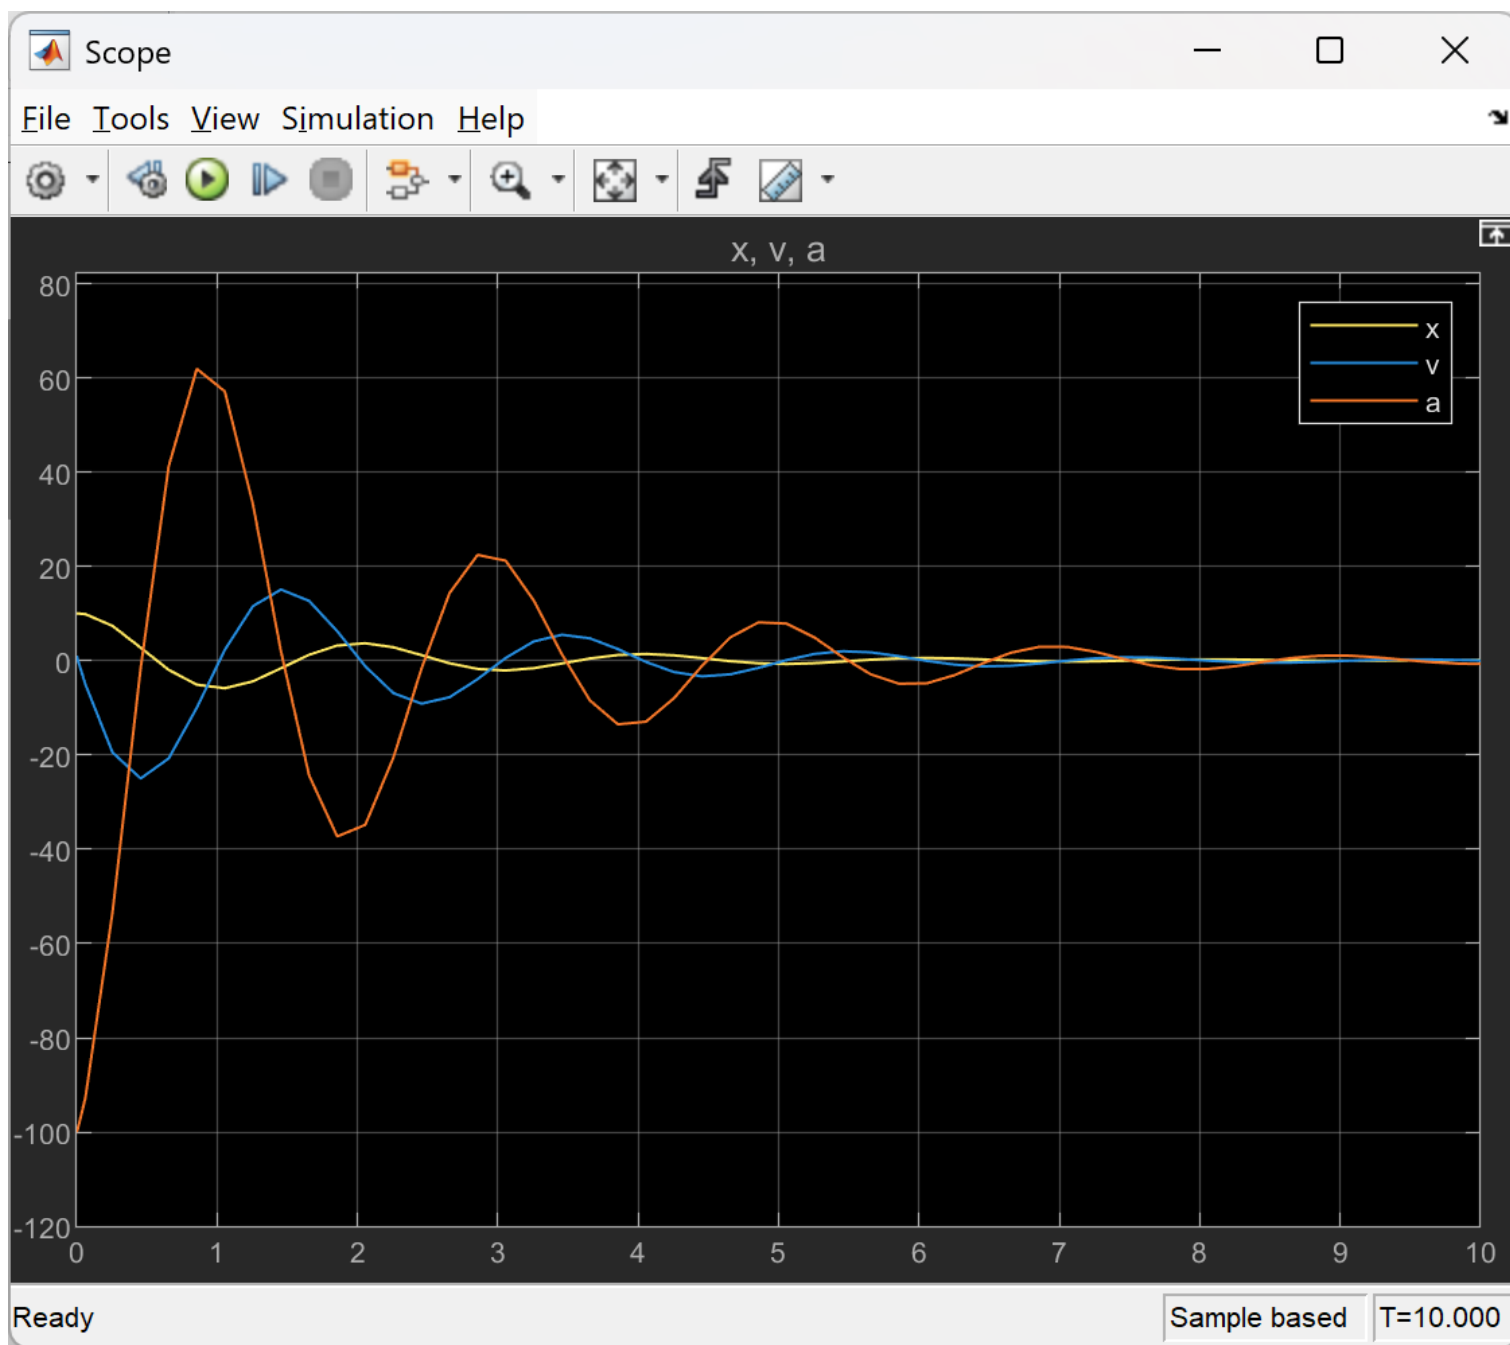 Scope
File Tools View Simulation Help
x, v, a
80
60
40
20
0
-20
-40
-60
-80
-100
-120
0 1 2 3 4 5 6 7 8 9 10
x
v
a
Ready Sample based T=10.000